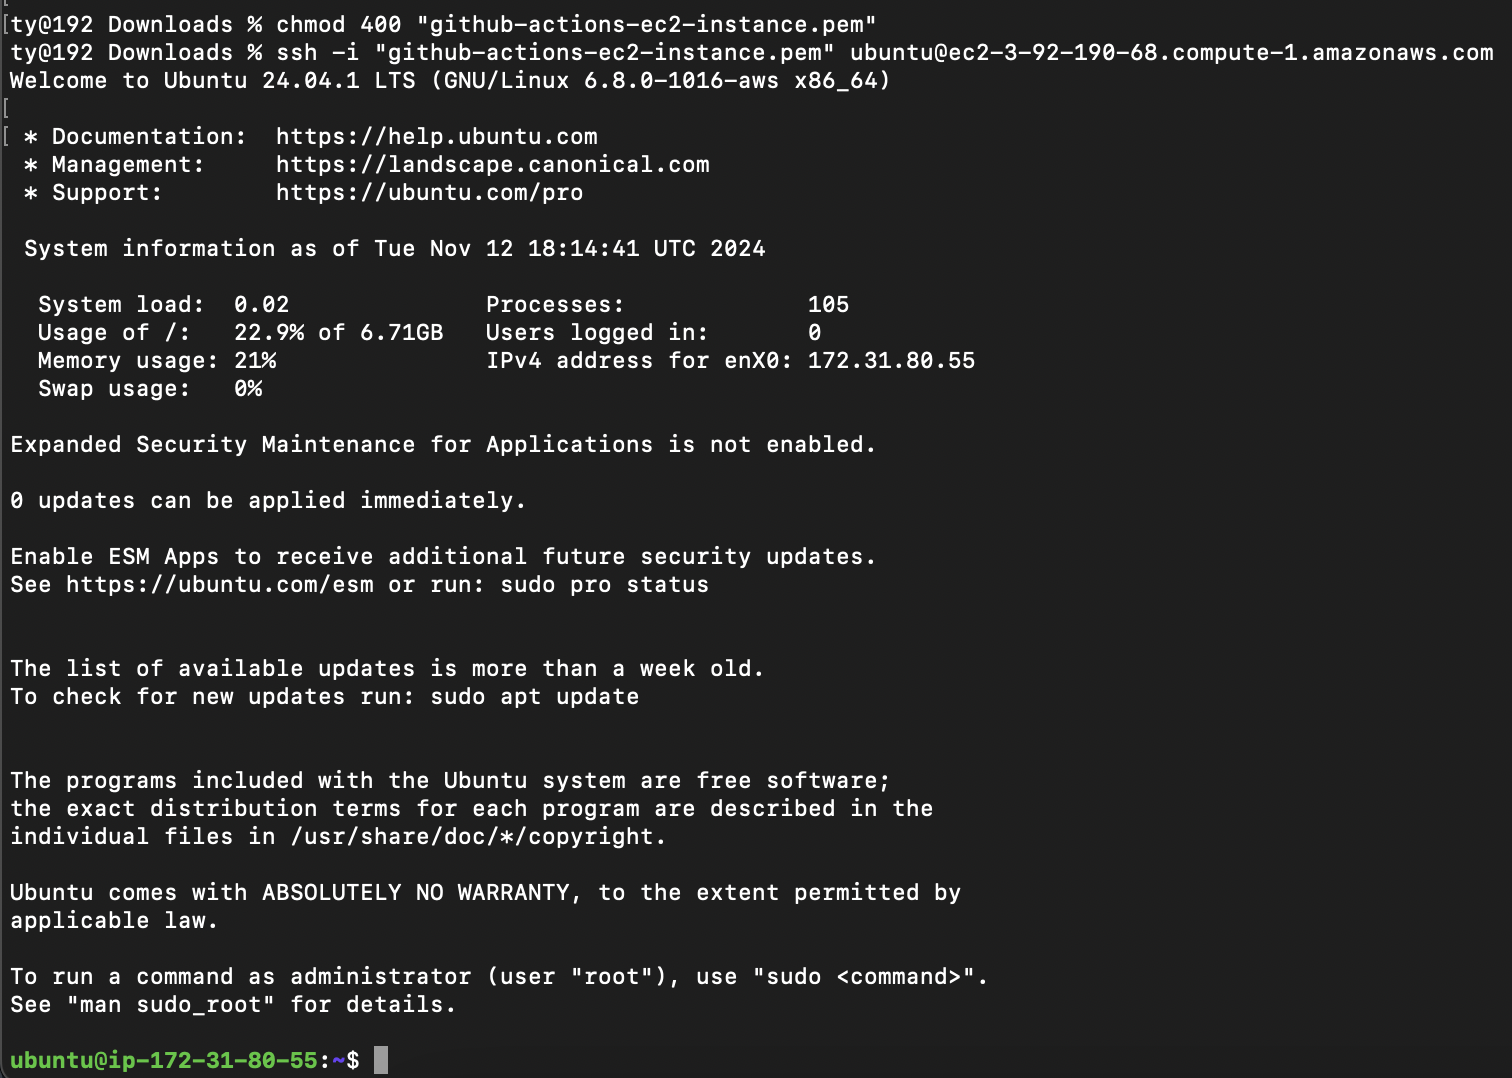 [ty@192 Downloads % chmod 400 "github-actions-ec2-instance.pem"
ty@192 Downloads % ssh -i "github-actions-ec2-instance.pem" ubuntu@ec2-3-92-190-68.compute-1.amazonaws.com
Welcome to Ubuntu 24.04.1 LTS (GNU/Linux 6.8.0-1016-aws x86_64)
[
[ * Documentation:  https://help.ubuntu.com
 * Management:     https://landscape.canonical.com
 * Support:        https://ubuntu.com/pro
 System information as of Tue Nov 12 18:14:41 UTC 2024
  System load:  0.02              Processes:             105
  Usage of /:   22.9% of 6.71GB   Users logged in:       0
  Memory usage: 21%               IPv4 address for enX0: 172.31.80.55
  Swap usage:   0%
Expanded Security Maintenance for Applications is not enabled.
0 updates can be applied immediately.
Enable ESM Apps to receive additional future security updates.
See https://ubuntu.com/esm or run: sudo pro status
The list of available updates is more than a week old.
To check for new updates run: sudo apt update
The programs included with the Ubuntu system are free software;
the exact distribution terms for each program are described in the
individual files in /usr/share/doc/*/copyright.
Ubuntu comes with ABSOLUTELY NO WARRANTY, to the extent permitted by
applicable law.
To run a command as administrator (user "root"), use "sudo <command>".
See "man sudo_root" for details.
ubuntu@ip-172-31-80-55:~$